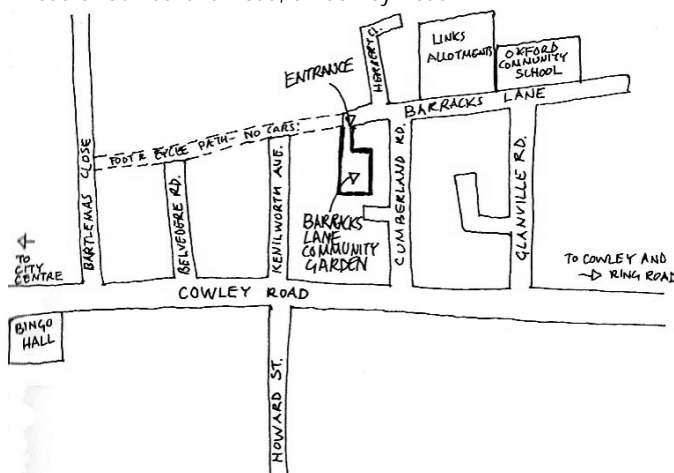 HERBERT CL.
LINKS
ALLOTMENTS
OXFORD
COMMUNITY
SCHOOL
ENTRANCE
BARRACKS LANE
FOOT & CYCLE PATH - NO CARS
BARTLEMAS CLOSE
BELVEDERE RD.
KENILWORTH AVE.
BARRACKS
LANE
COMMUNITY
GARDEN
CUMBERLAND RD.
GLANVILLE RD.
TO
CITY
CENTRE
TO COWLEY AND
RING ROAD
COWLEY ROAD
BINGO
HALL
HOWARD ST.